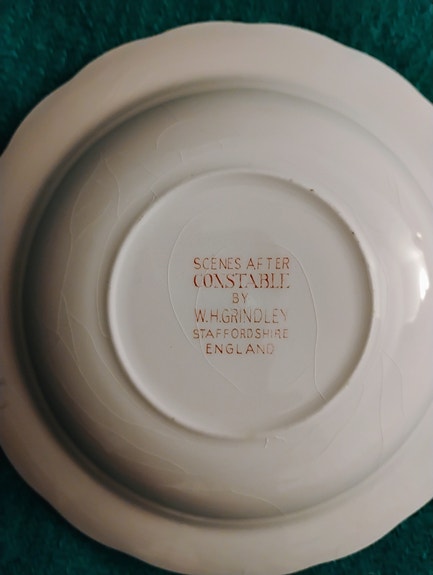 SCENES AFTER
CONSTABLE
BY
W.H.GRINDLEY
STAFFORDSHIRE
ENGLAND